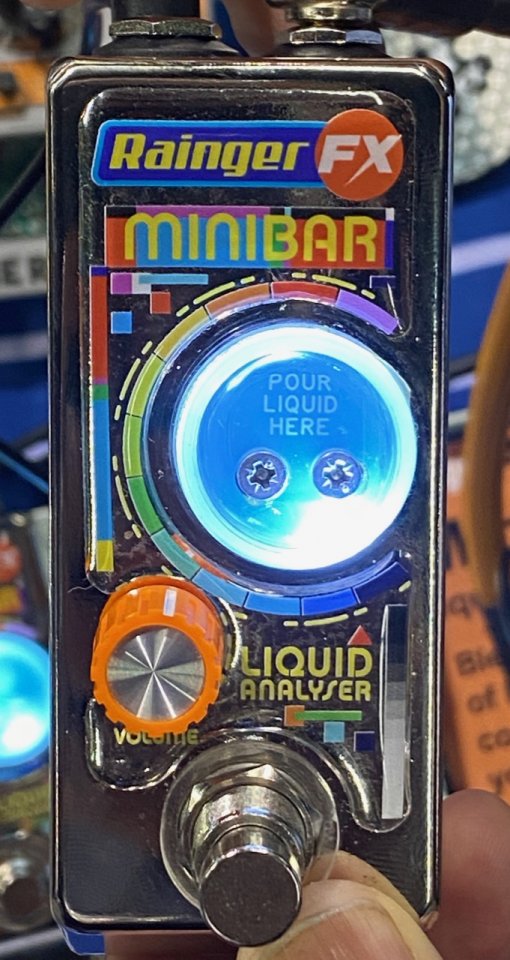 Rainger FX
MINIBAR
POUR
LIQUID
HERE
LIQUID
ANALYSER
VOLUME